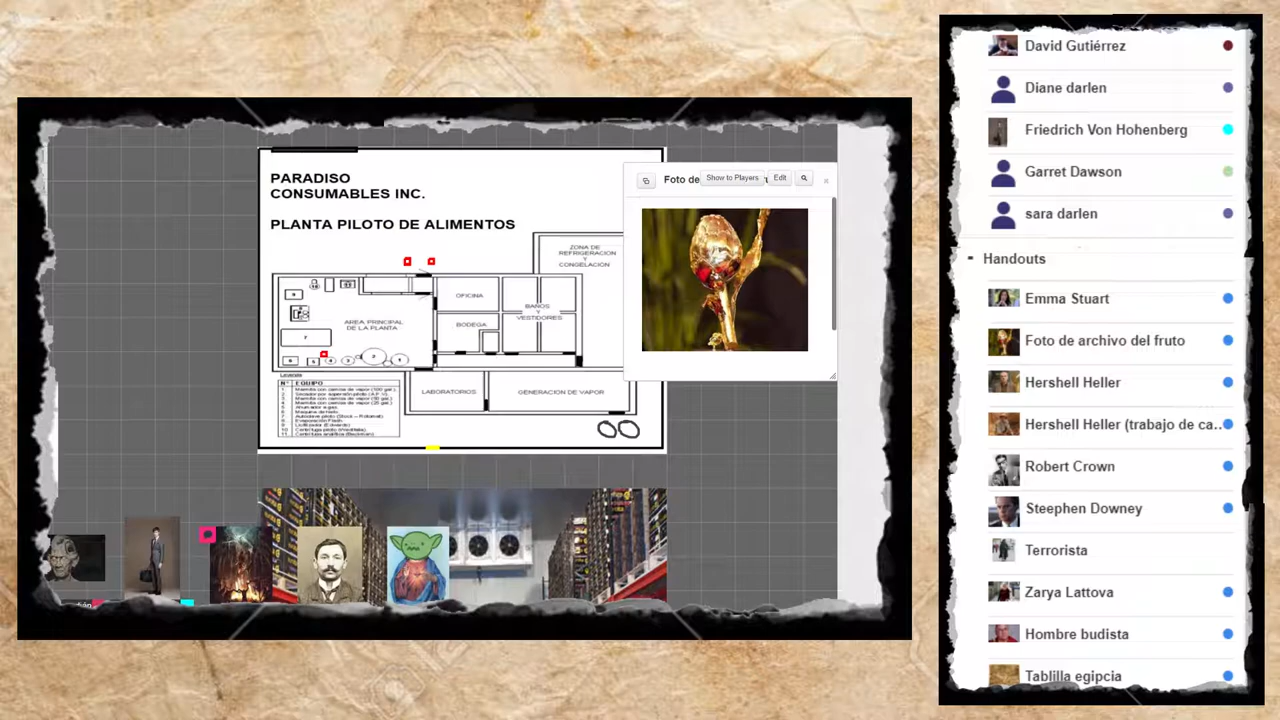 PARADISO
CONSUMABLES INC.
PLANTA PILOTO DE ALIMENTOS
ZONA DE
REFRIGERACION
Y
CONGELACION
OFICINA
BAÑOS
Y
VESTIDORES
AREA PRINCIPAL
DE LA PLANTA
BODEGA
LABORATORIOS
GENERACION DE VAPOR
Nº EQUIPO
Foto de
Show to Players
Edit
David Gutiérrez
Diane darlen
Friedrich Von Hohenberg
Garret Dawson
sara darlen
Handouts
Emma Stuart
Foto de archivo del fruto
Hershell Heller
Hershell Heller (trabajo de ca...
Robert Crown
Steephen Downey
Terrorista
Zarya Lattova
Hombre budista
Tablilla egipcia